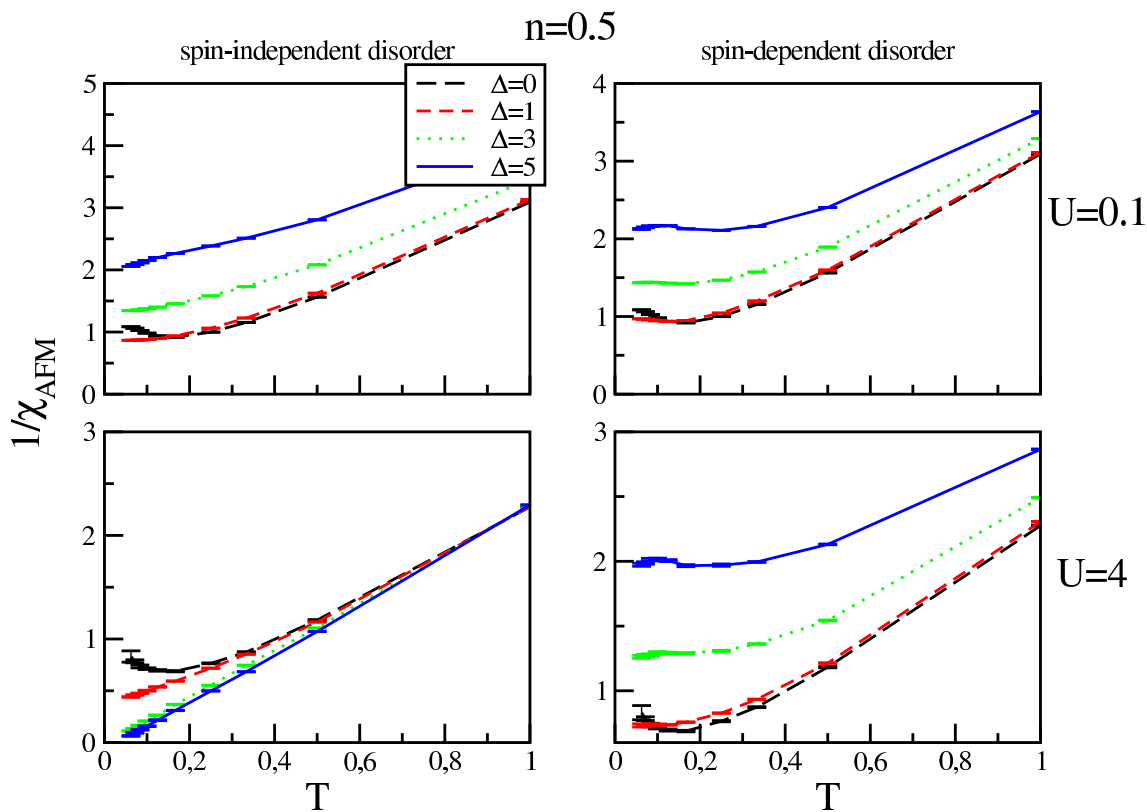 n=0.5
spin-independent disorder
spin-dependent disorder
Δ=0
Δ=1
Δ=3
Δ=5
5
4
3
2
1
0
4
3
2
1
0
U=0.1
1/χAFM
3
2
1
0
0 0,2 0,4 0,6 0,8 1
T
3
2
1
0 0,2 0,4 0,6 0,8 1
T
U=4